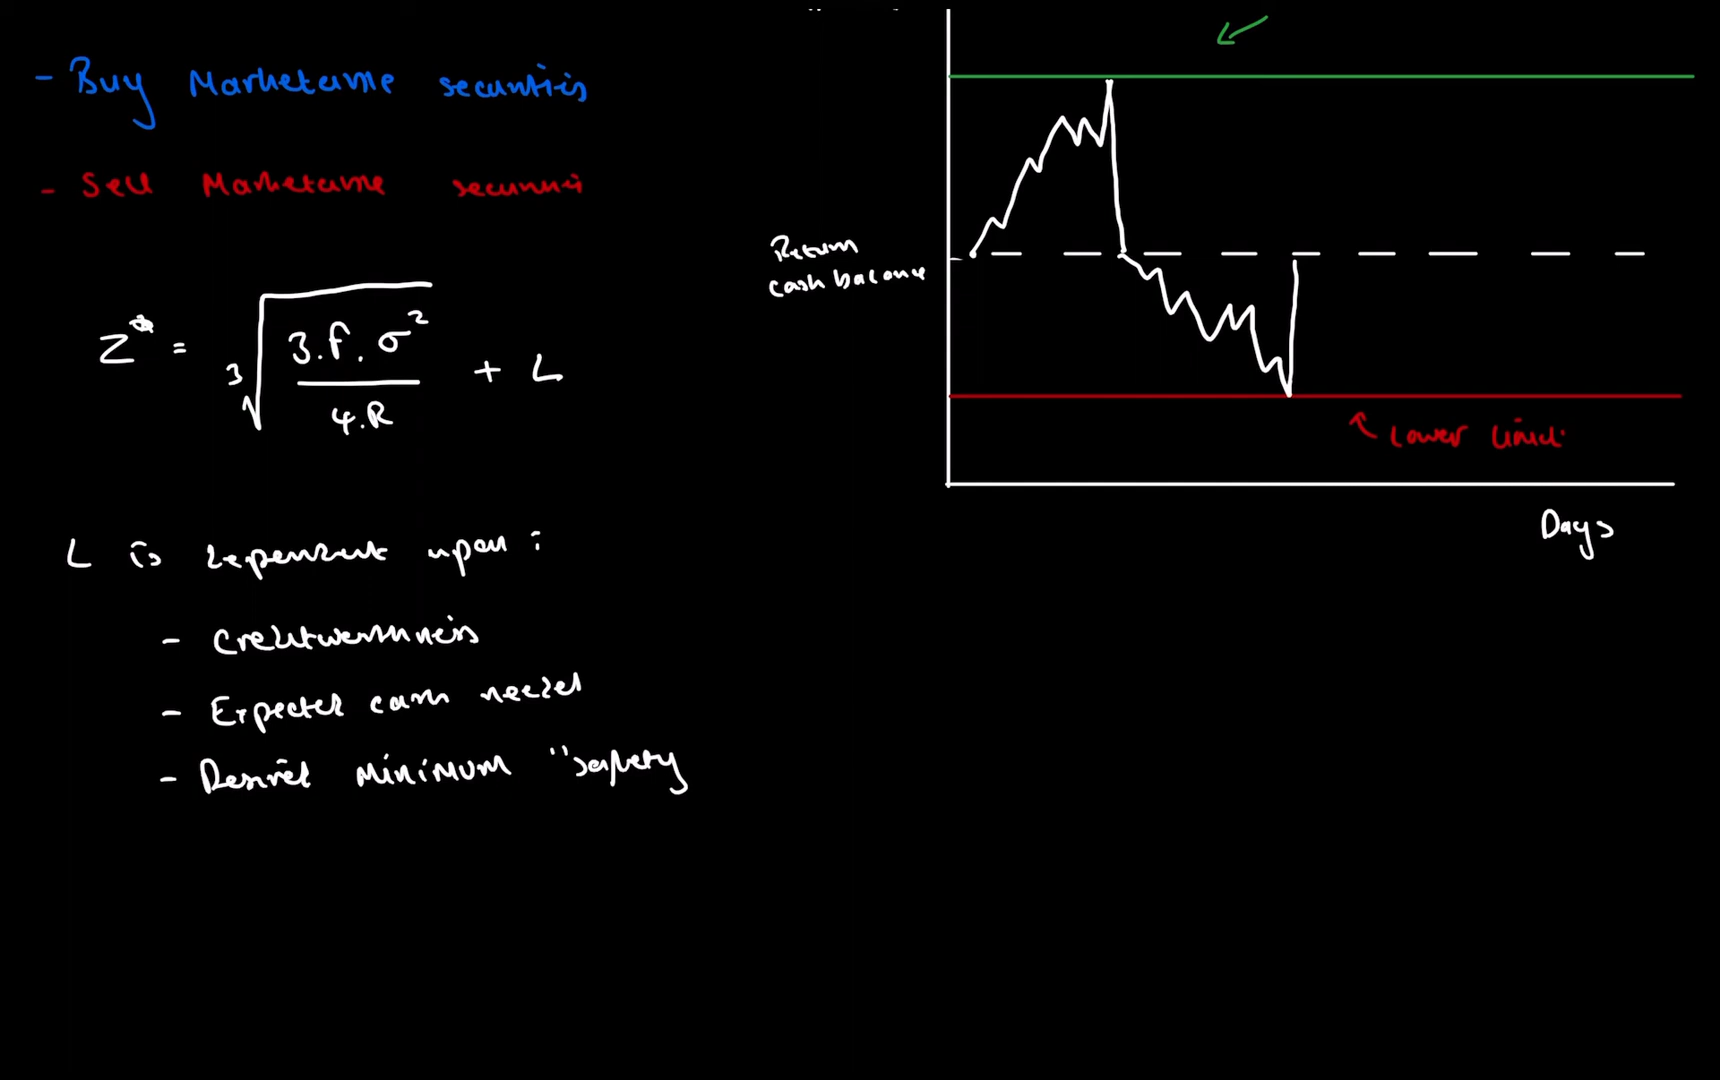 - Buy Marketable securities
- Sell Marketable securities
Z* = ∛(3.F.σ² / 4.R) + L
L is dependent upon :
- Creditworthiness
- Expected cash needed
- Desired minimum "safety
Return
cash balance
Lower limit
Days